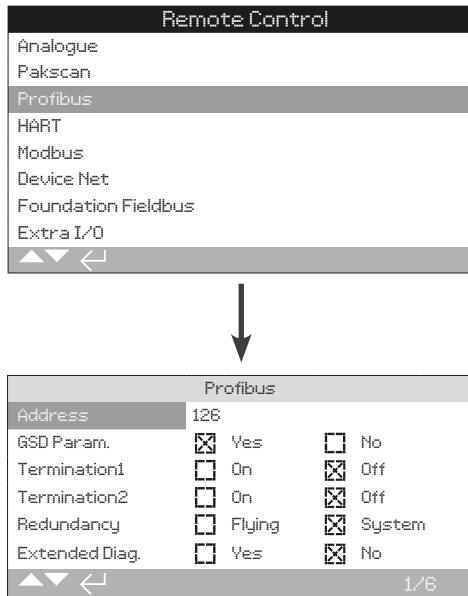 Remote Control
Analogue
Pakscan
Profibus
HART
Modbus
Device Net
Foundation Fieldbus
Extra I/O
Profibus
Address 126
GSD Param. Yes No
Termination1 On Off
Termination2 On Off
Redundancy Flying System
Extended Diag. Yes No
1/6